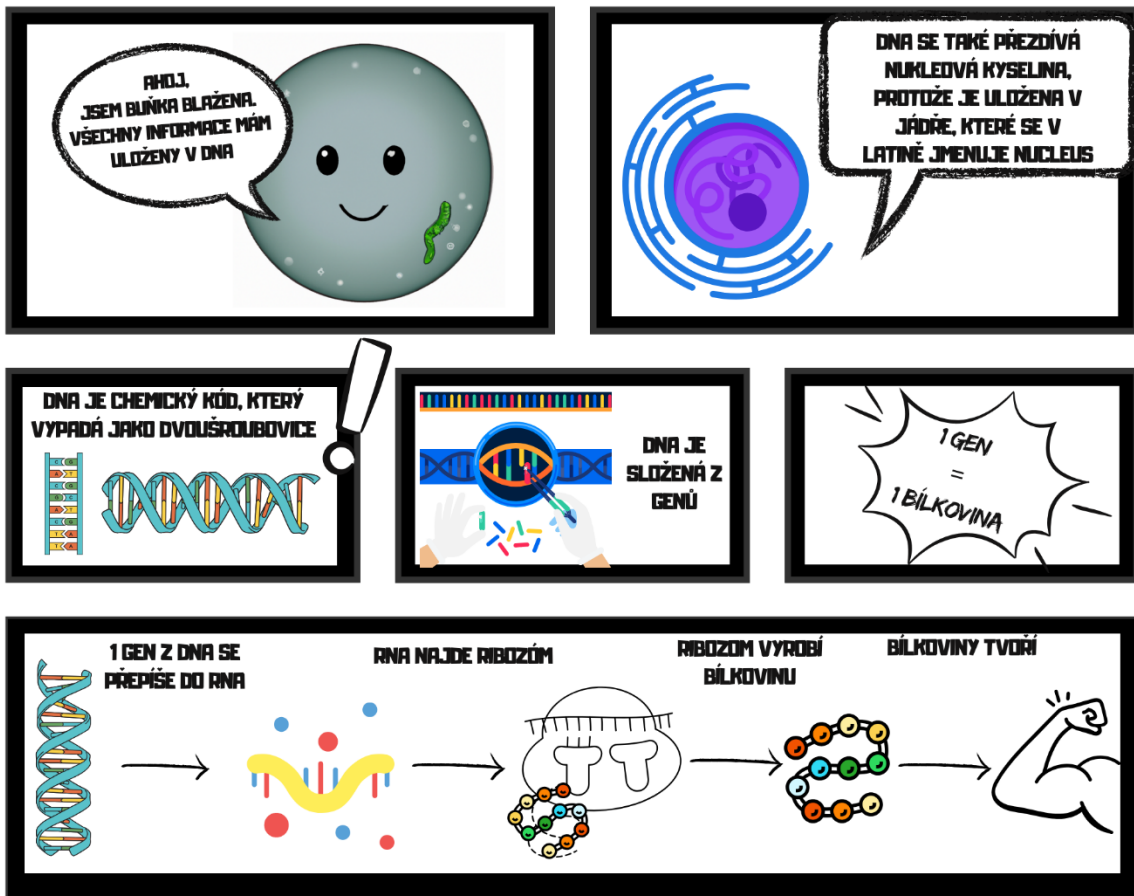 AHOJ,
JSEM BUŇKA BLAŽENA.
VŠECHNY INFORMACE MÁM
ULOŽENY V DNA
DNA SE TAKÉ PŘEZDÍVÁ
NUKLEOVÁ KYSELINA,
PROTOŽE JE ULOŽENA V
JÁDŘE, KTERÉ SE V
LATINĚ JMENUJE NUCLEUS
DNA JE CHEMICKÝ KÓD, KTERÝ
VYPADÁ JAKO DVOUŠROUBOVICE
DNA JE
SLOŽENÁ Z
GENŮ
1 GEN
=
1 BÍLKOVINA
1 GEN Z DNA SE
PŘEPÍŠE DO RNA
RNA NAJDE RIBOZÓM
RIBOZOM VYROBÍ
BÍLKOVINU
BÍLKOVINY TVOŘÍ